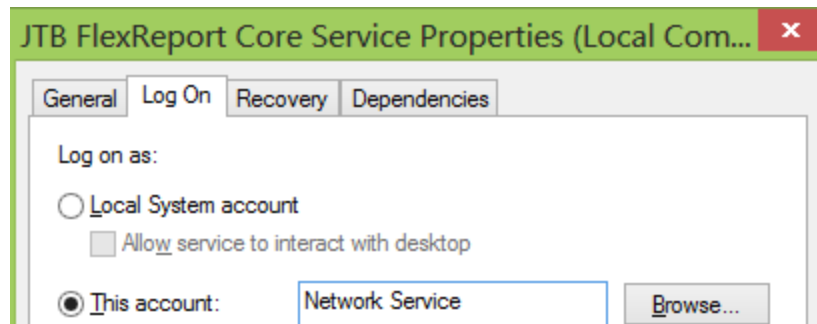 JTB FlexReport Core Service Properties (Local Com... x
General Log On Recovery Dependencies
Log on as:
Local System account
Allow service to interact with desktop
This account: Network Service Browse...